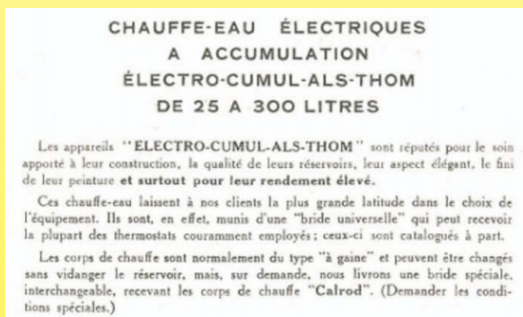 CHAUFFE-EAU ÉLECTRIQUES
A ACCUMULATION
ÉLECTRO-CUMUL-ALS-THOM
DE 25 A 300 LITRES
Les appareils "ELECTRO-CUMUL-ALS-THOM" sont réputés pour le soin
apporté à leur construction, la qualité de leurs réservoirs, leur aspect élégant, le fini
de leur peinture et surtout pour leur rendement élevé.
Ces chauffe-eau laissent à nos clients la plus grande latitude dans le choix de
l'équipement. Ils sont, en effet, munis d'une "bride universelle" qui peut recevoir
la plupart des thermostats couramment employés ; ceux-ci sont catalogués à part.
Les corps de chauffe sont normalement du type "à gaine" et peuvent être changés
sans vidanger le réservoir, mais, sur demande, nous livrons une bride spéciale,
interchangeable, recevant les corps de chauffe "Calrod". (Demander les condi-
tions spéciales.)